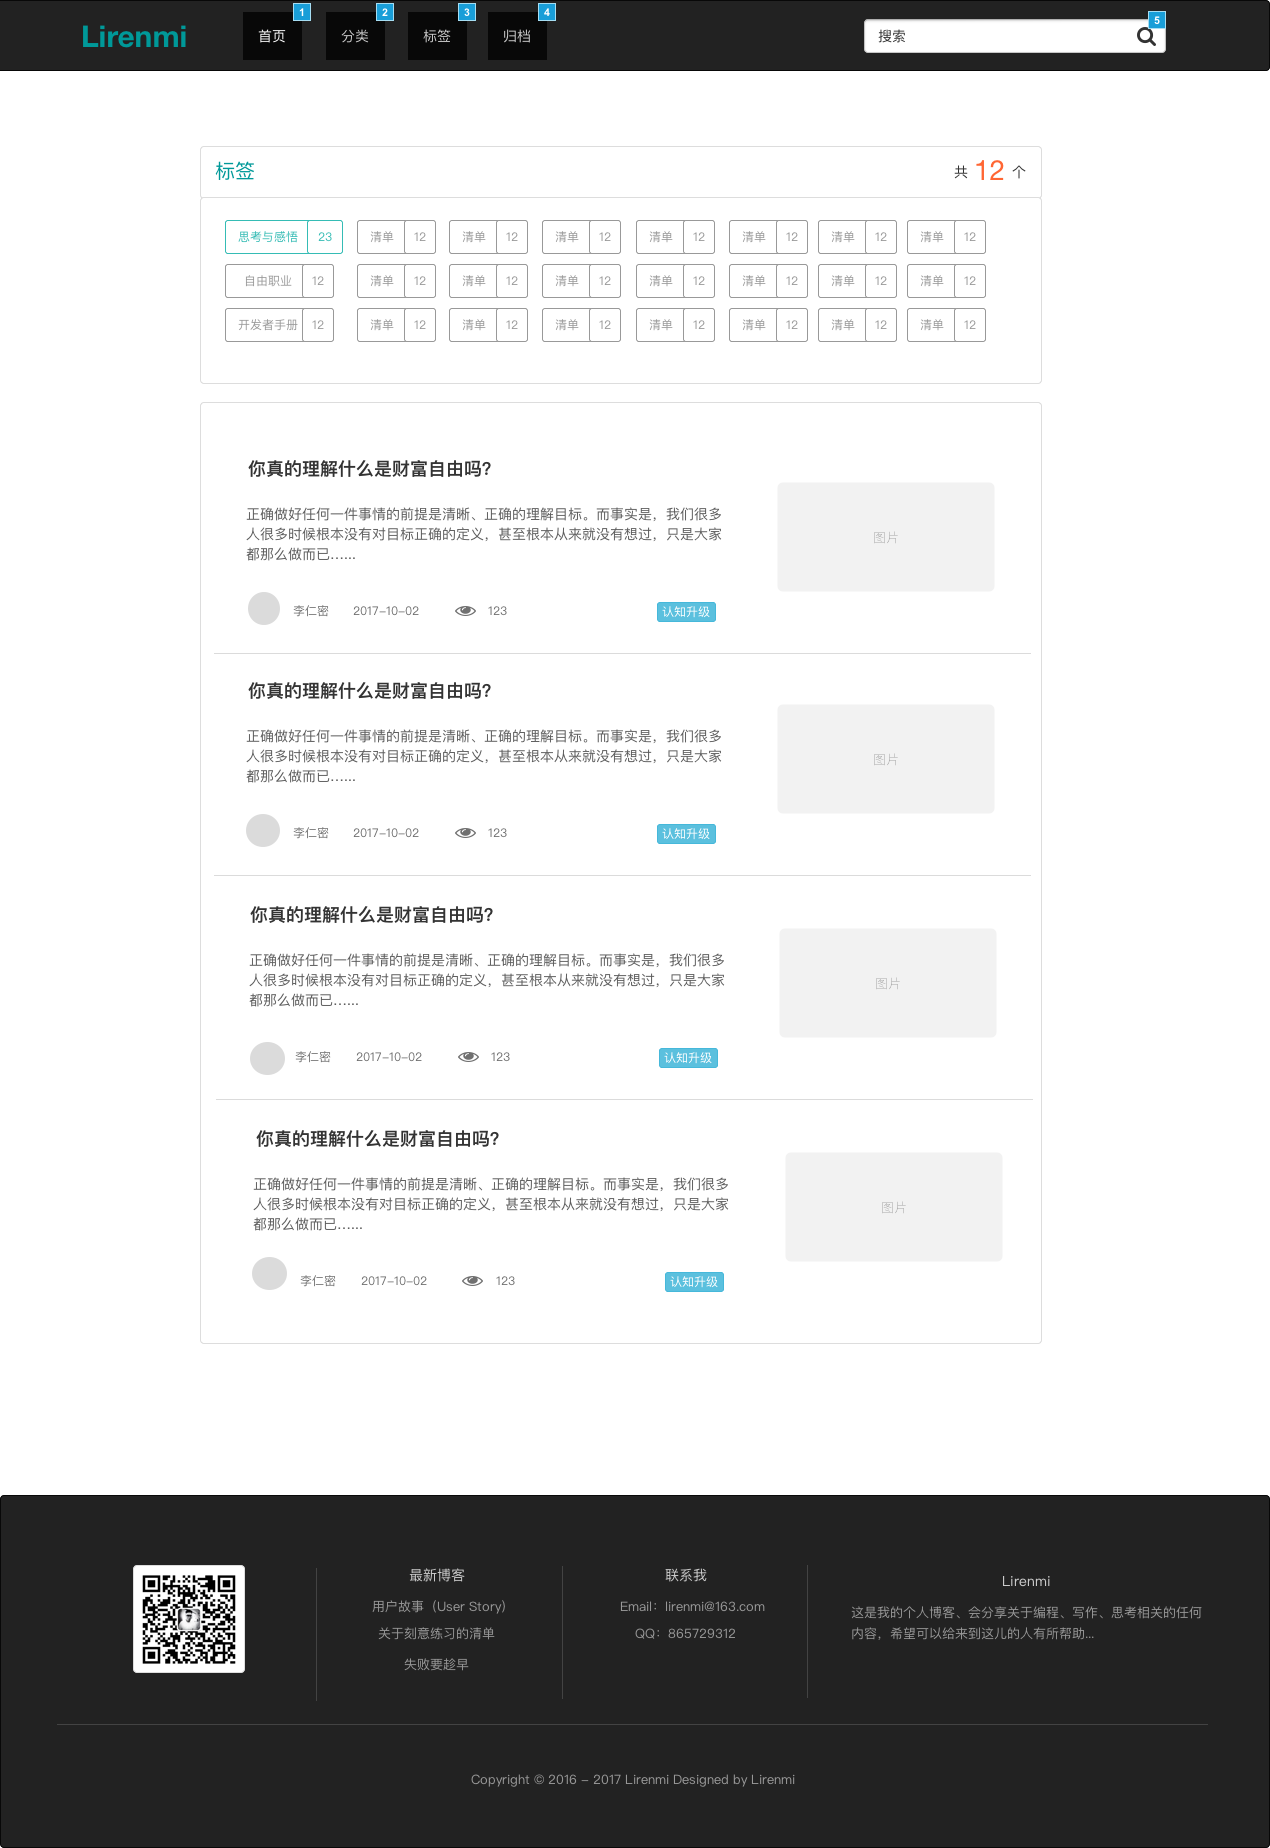 Lirenmi
首页 1
分类 2
标签 3
归档 4
搜索 5
标签 共 12 个
思考与感悟 23 清单 12 清单 12 清单 12 清单 12 清单 12 清单 12 清单 12
自由职业 12 清单 12 清单 12 清单 12 清单 12 清单 12 清单 12 清单 12
开发者手册 12 清单 12 清单 12 清单 12 清单 12 清单 12 清单 12 清单 12
你真的理解什么是财富自由吗？
正确做好任何一件事情的前提是清晰、正确的理解目标。而事实是，我们很多
人很多时候根本没有对目标正确的定义，甚至根本从来就没有想过，只是大家
都那么做而已……
图片
李仁密 2017-10-02 123 认知升级
你真的理解什么是财富自由吗？
正确做好任何一件事情的前提是清晰、正确的理解目标。而事实是，我们很多
人很多时候根本没有对目标正确的定义，甚至根本从来就没有想过，只是大家
都那么做而已……
图片
李仁密 2017-10-02 123 认知升级
你真的理解什么是财富自由吗？
正确做好任何一件事情的前提是清晰、正确的理解目标。而事实是，我们很多
人很多时候根本没有对目标正确的定义，甚至根本从来就没有想过，只是大家
都那么做而已……
图片
李仁密 2017-10-02 123 认知升级
你真的理解什么是财富自由吗？
正确做好任何一件事情的前提是清晰、正确的理解目标。而事实是，我们很多
人很多时候根本没有对目标正确的定义，甚至根本从来就没有想过，只是大家
都那么做而已……
图片
李仁密 2017-10-02 123 认知升级
最新博客
用户故事（User Story）
关于刻意练习的清单
失败要趁早
联系我
Email：lirenmi@163.com
QQ：865729312
Lirenmi
这是我的个人博客、会分享关于编程、写作、思考相关的任何
内容，希望可以给来到这儿的人有所帮助...
Copyright © 2016 - 2017 Lirenmi Designed by Lirenmi